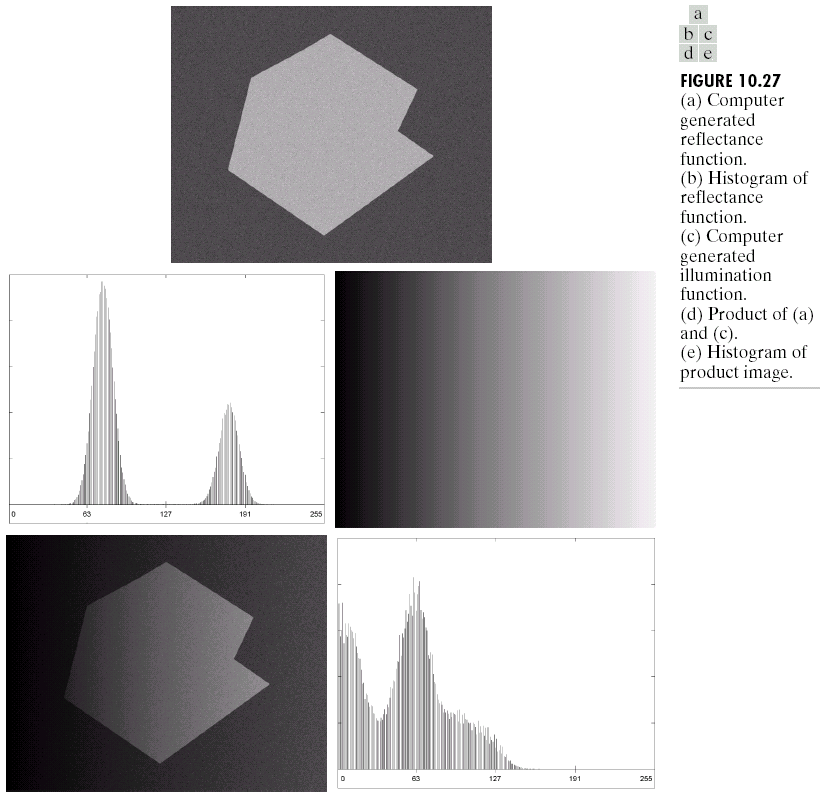 a
b c
d e
FIGURE 10.27
(a) Computer
generated
reflectance
function.
(b) Histogram of
reflectance
function.
(c) Computer
generated
illumination
function.
(d) Product of (a)
and (c).
(e) Histogram of
product image.
0 63 127 191 255
0 63 127 191 255